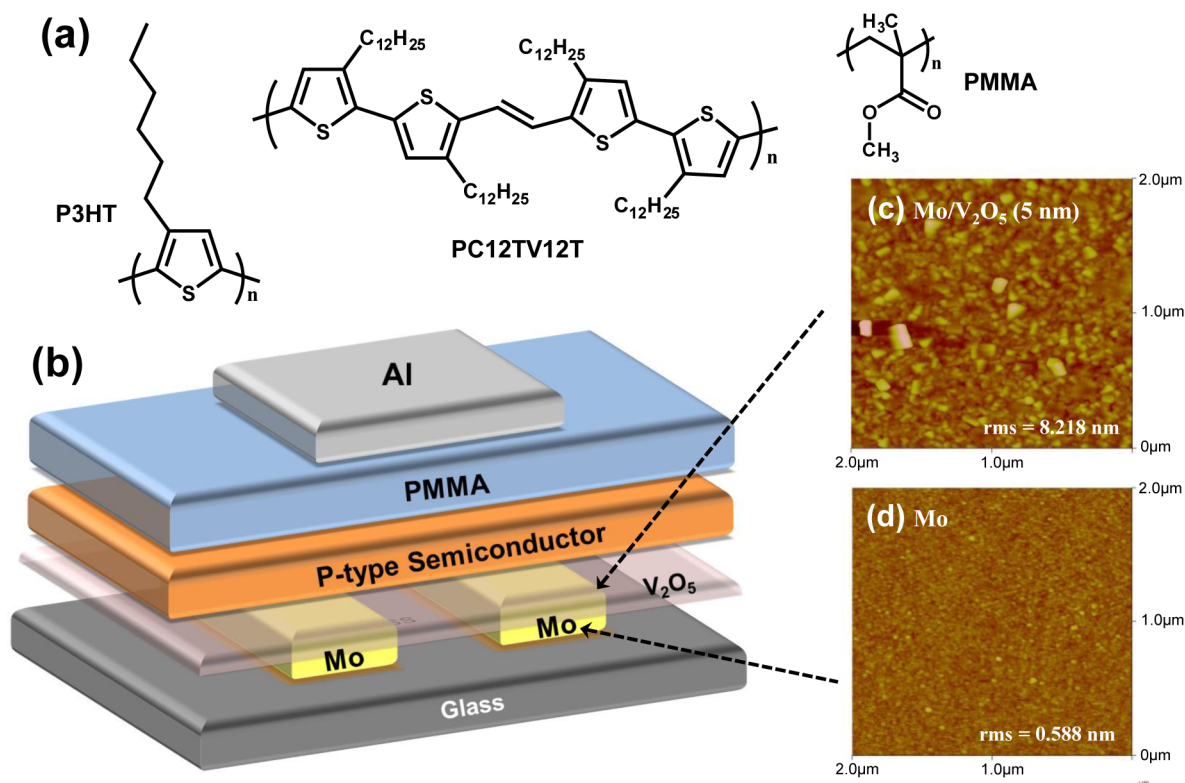 (a)
P3HT
S
n
C12H25
C12H25
S
S
S
S
C12H25
C12H25
n
PC12TV12T
H3C
n
O
O
CH3
PMMA
(b)
Al
PMMA
P-type Semiconductor
V2O5
Mo
Mo
Glass
(c) Mo/V2O5 (5 nm)
rms = 8.218 nm
2.0μm
1.0μm
0μm
2.0μm
1.0μm
(d) Mo
rms = 0.588 nm
2.0μm
1.0μm
0μm
2.0μm
1.0μm